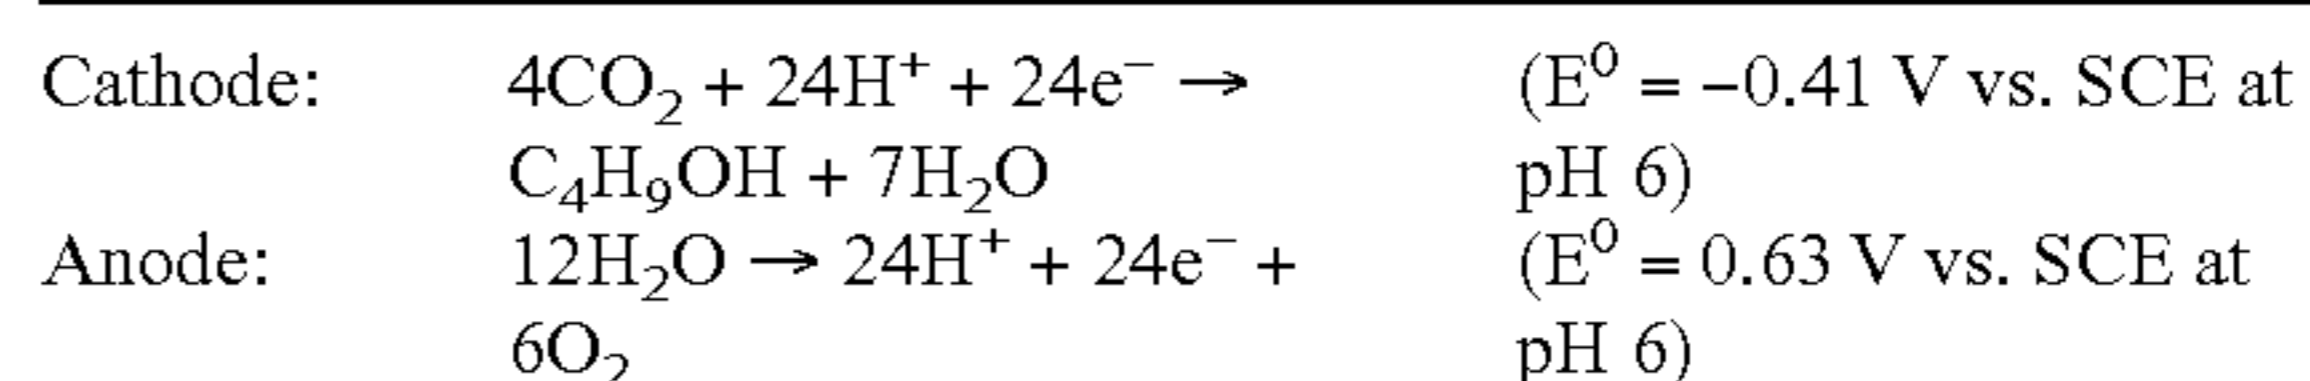 Cathode: 4CO₂ + 24H⁺ + 24e⁻ → (E⁰ = −0.41 V vs. SCE at
C₄H₉OH + 7H₂O pH 6)
Anode: 12H₂O → 24H⁺ + 24e⁻ + (E⁰ = 0.63 V vs. SCE at
6O₂ pH 6)